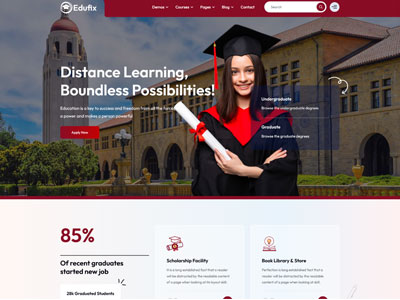 Edufix
Demos Courses Pages Blog Contact
Search
Distance Learning,
Boundless Possibilities!
Education is a key to success and freedom from all the forces
a power and makes a person powerful
Apply Now
Undergraduate
Browse the undergraduate degrees
Graduate
Browse the graduate degrees
85%
Of recent graduates
started new job
28k Graduated Students
Scholarship Facility
It is a long established fact that a reader
will be distracted by the readable content
of a page when looking at its layout still.
Book Library & Store
Perfection is long established fact that a
reader will be distracted by the readable
content of a page when looking at skill.